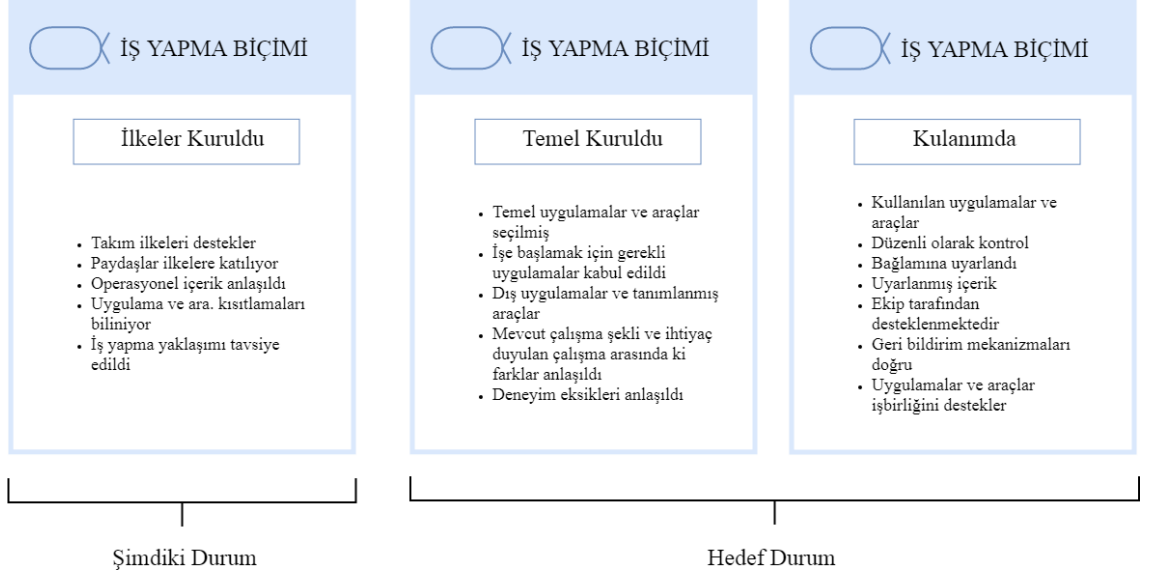 İŞ YAPMA BİÇİMİ
İlkeler Kuruldu
• Takım ilkeleri destekler
• Paydaşlar ilkelere katılıyor
• Operasyonel içerik anlaşıldı
• Uygulama ve ara. kısıtlamaları
biliniyor
• İş yapma yaklaşımı tavsiye
edildi
Şimdiki Durum
İŞ YAPMA BİÇİMİ
Temel Kuruldu
• Temel uygulamalar ve araçlar
seçilmiş
• İşe başlamak için gerekli
uygulamalar kabul edildi
• Dış uygulamalar ve tanımlanmış
araçlar
• Mevcut çalışma şekli ve ihtiyaç
duyulan çalışma arasında ki
farklar anlaşıldı
• Deneyim eksikleri anlaşıldı
İŞ YAPMA BİÇİMİ
Kulanımda
• Kullanılan uygulamalar ve
araçlar
• Düzenli olarak kontrol
• Bağlamına uyarlandı
• Uyarlanmış içerik
• Ekip tarafından
desteklenmektedir
• Geri bildirim mekanizmaları
doğru
• Uygulamalar ve araçlar
işbirliğini destekler
Hedef Durum